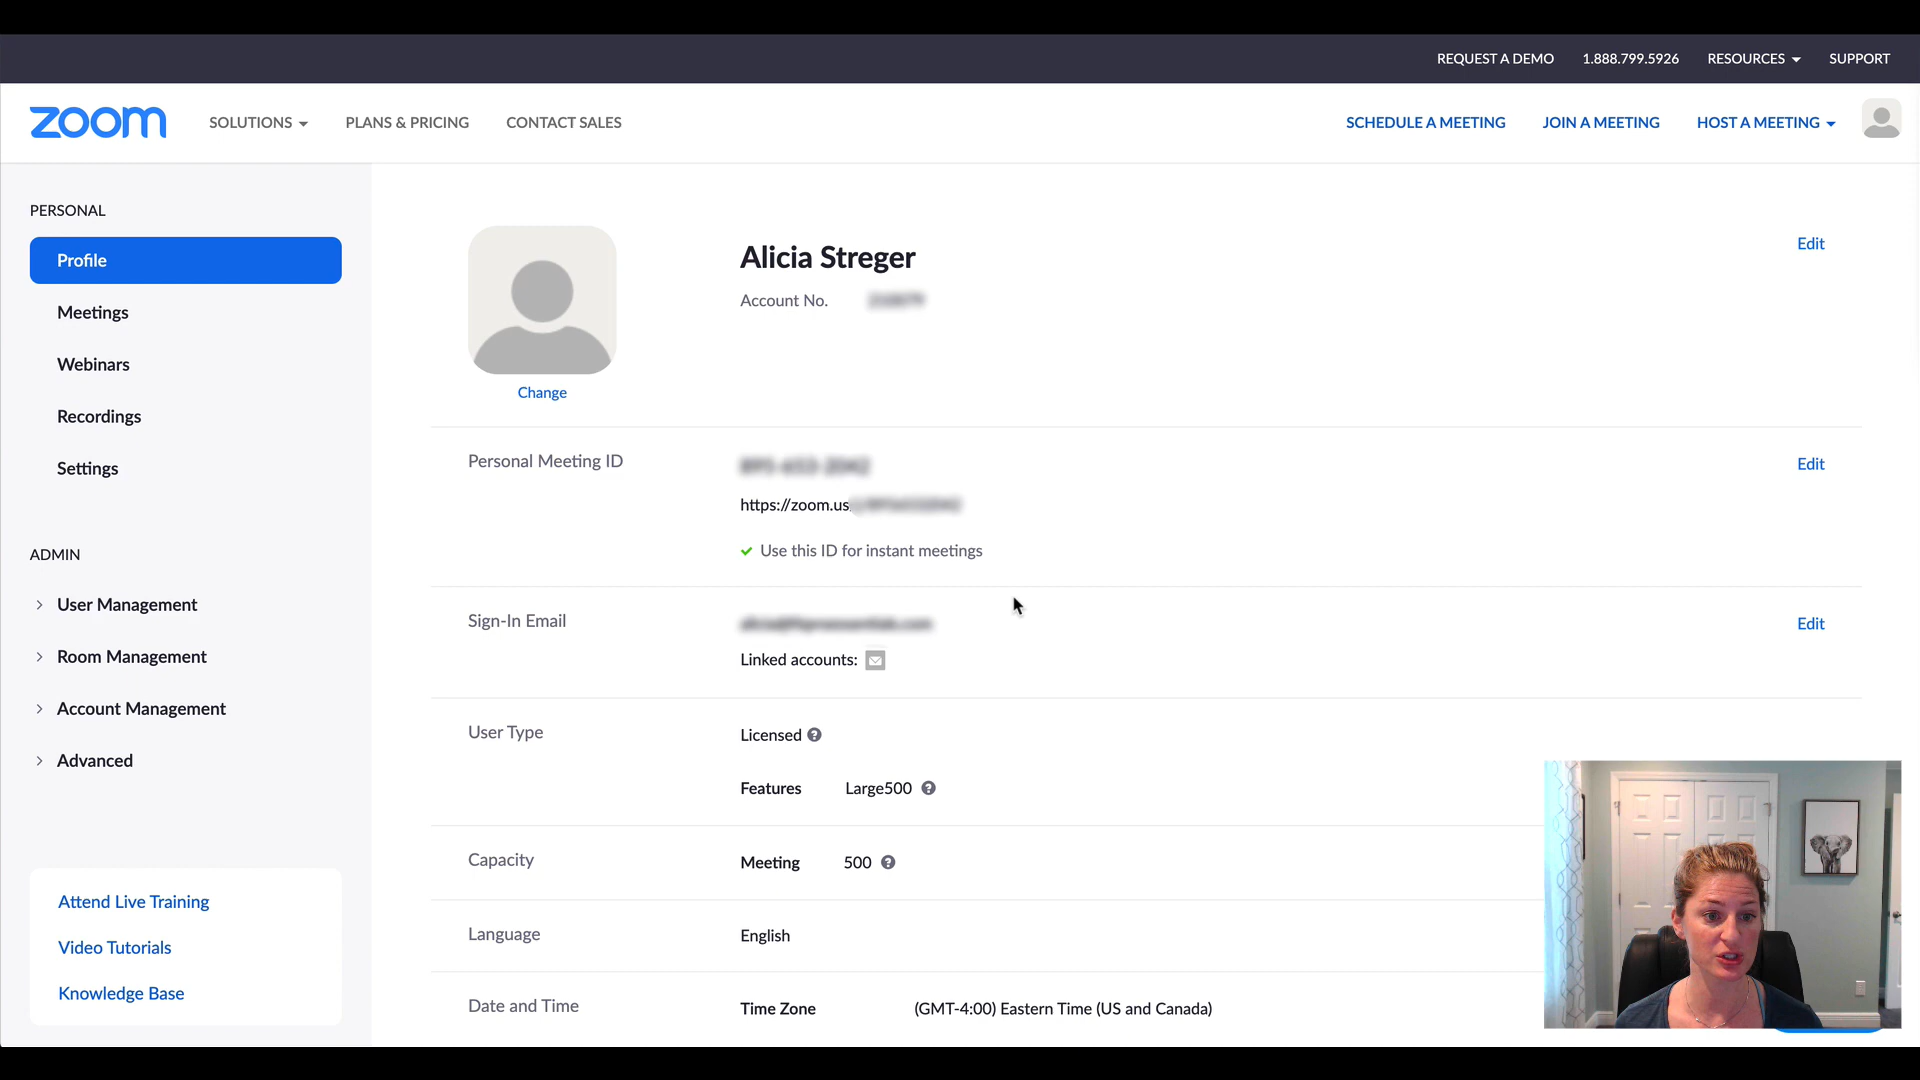 REQUEST A DEMO 1.888.799.5926 RESOURCES SUPPORT
zoom SOLUTIONS PLANS & PRICING CONTACT SALES SCHEDULE A MEETING JOIN A MEETING HOST A MEETING
PERSONAL
Profile
Meetings
Webinars
Recordings
Settings
ADMIN
User Management
Room Management
Account Management
Advanced
Attend Live Training
Video Tutorials
Knowledge Base
Alicia Streger Edit
Account No.
Change
Personal Meeting ID Edit
https://zoom.us
Use this ID for instant meetings
Sign-In Email Edit
Linked accounts:
User Type Licensed
Features Large500
Capacity Meeting 500
Language English
Date and Time Time Zone (GMT-4:00) Eastern Time (US and Canada)